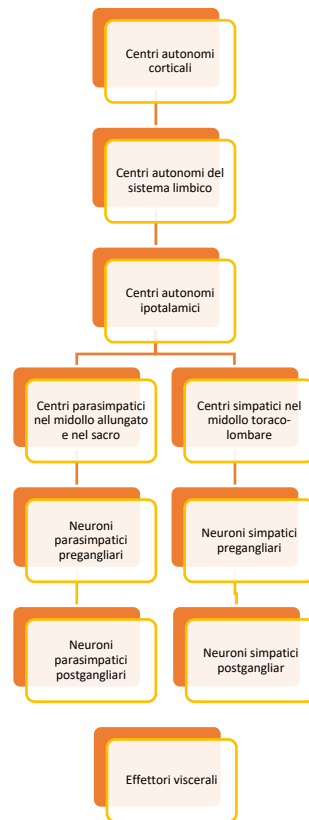 Centri autonomi
corticali
Centri autonomi del
sistema limbico
Centri autonomi
ipotalamici
Centri parasimpatici
nel midollo allungato
e nel sacro
Centri simpatici nel
midollo toraco-
lombare
Neuroni
parasimpatici
pregangliari
Neuroni simpatici
pregangliari
Neuroni
parasimpatici
postgangliari
Neuroni simpatici
postgangliar
Effettori viscerali